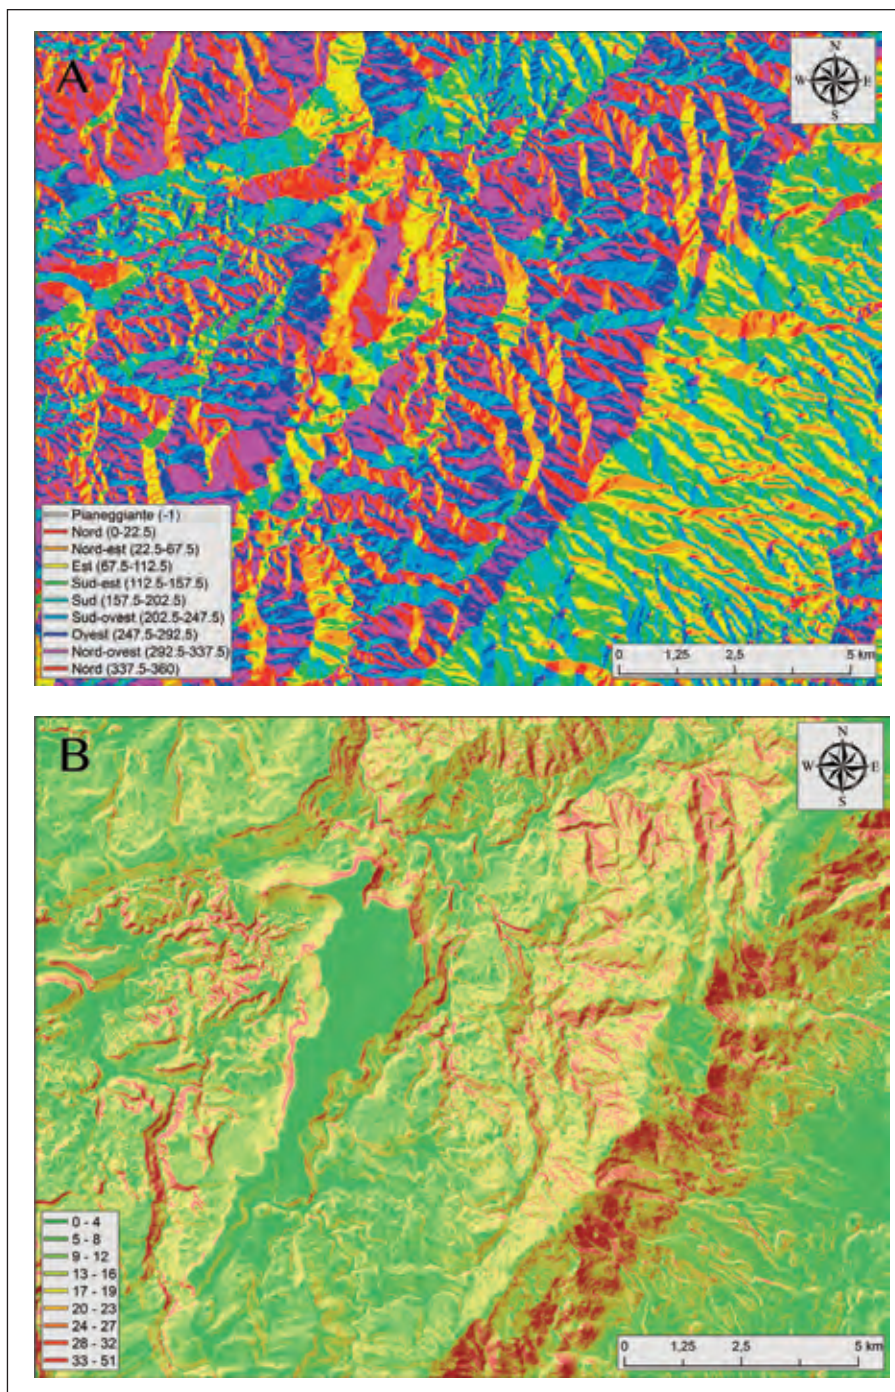 A
N
W E
S
Pianeggiante (-1)
Nord (0-22.5)
Nord-est (22.5-67.5)
Est (67.5-112.5)
Sud-est (112.5-157.5)
Sud (157.5-202.5)
Sud-ovest (202.5-247.5)
Ovest (247.5-292.5)
Nord-ovest (292.5-337.5)
Nord (337.5-360)
0 1,25 2,5 5 km
B
N
W E
S
0 - 4
5 - 8
9 - 12
13 - 16
17 - 19
20 - 23
24 - 27
28 - 32
33 - 51
0 1,25 2,5 5 km